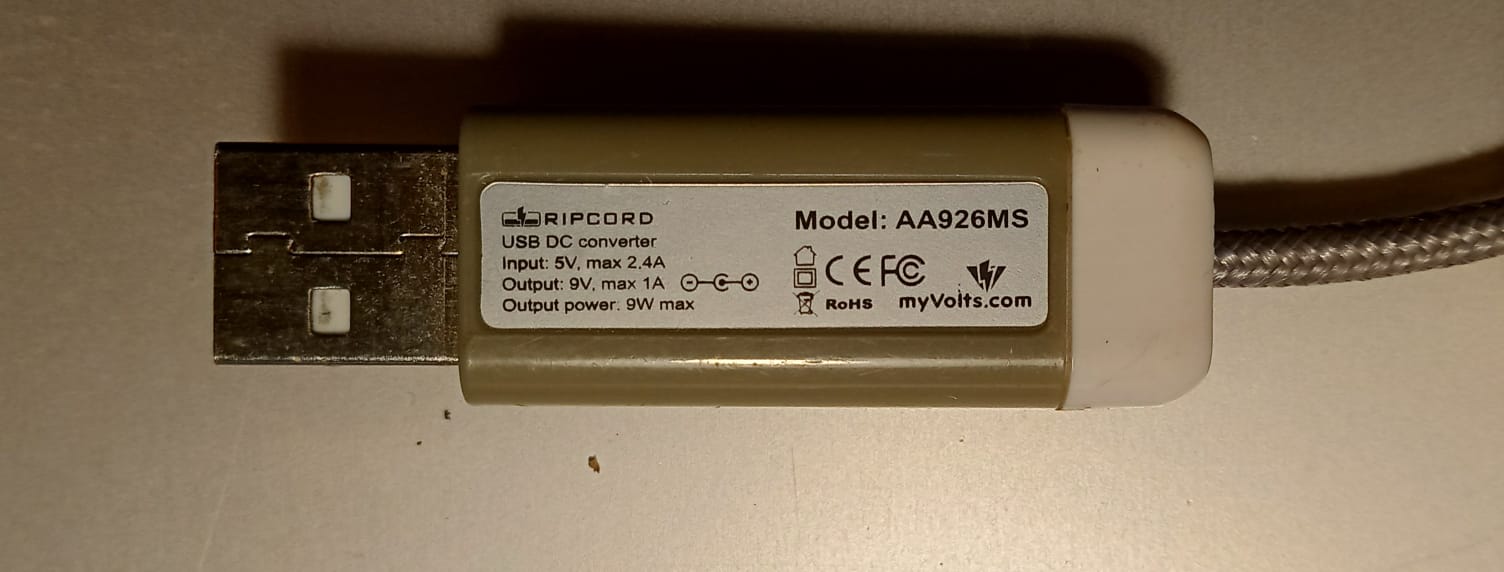 RIPCORD
USB DC converter
Input: 5V, max 2.4A
Output: 9V, max 1A
Output power: 9W max
Model: AA926MS
CE FC
RoHS
myVolts.com